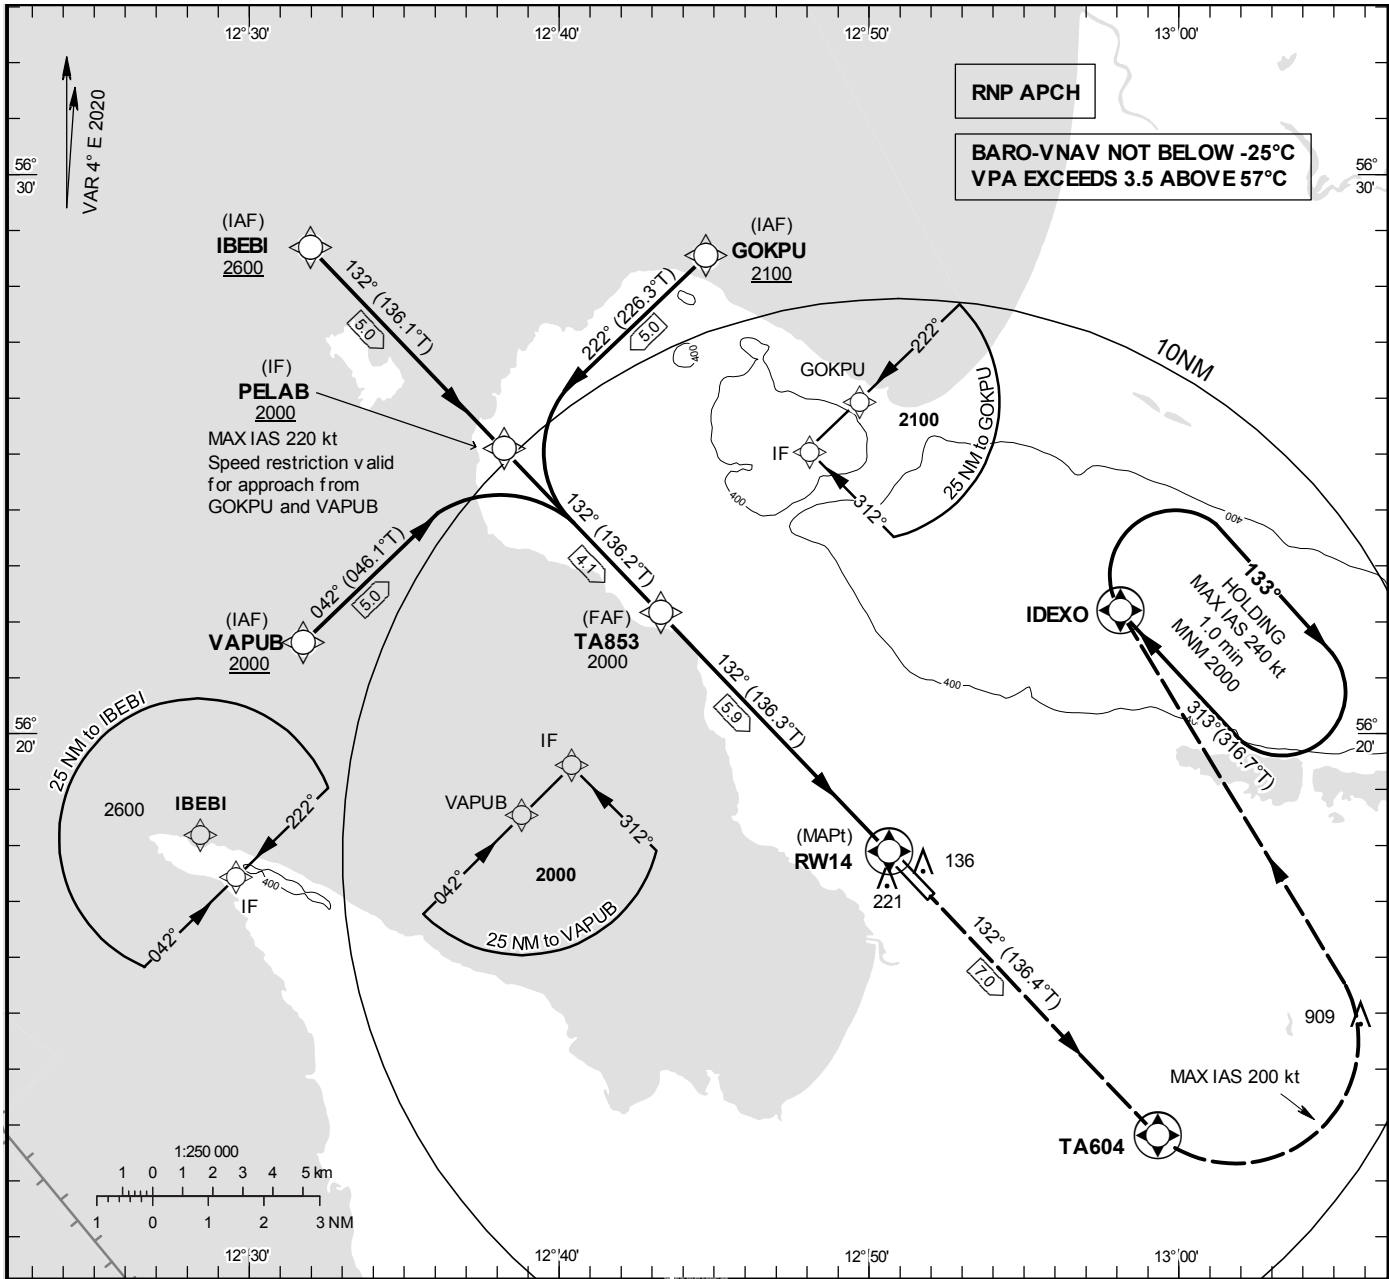 12°30'
12°40'
12°50'
13°00'
VAR 4° E 2020
RNP APCH
BARO-VNAV NOT BELOW -25°C
VPA EXCEEDS 3.5 ABOVE 57°C
56°
30'
56°
30'
(IAF)
IBEBI
2600
(IAF)
GOKPU
2100
132° (136.1°T)
5.0
222° (226.3°T)
5.0
(IF)
PELAB
2000
MAX IAS 220 kt
Speed restriction valid
for approach from
GOKPU and VAPUB
400
10NM
222°
GOKPU
2100
IF
25 NM to GOKPU
312°
400
400
132° (136.2°T)
4.1
042° (046.1°T)
5.0
(IAF)
VAPUB
2000
(FAF)
TA853
2000
IDEXO
133°
HOLDING
MAX IAS 240 kt
1.0 min
MNM 2000
313° (316.7°T)
400
132° (136.3°T)
5.9
56°
20'
56°
20'
25 NM to IBEBI
2600
IBEBI
222°
IF
400
042°
IF
VAPUB
312°
042°
2000
25 NM to VAPUB
(MAPt)
RW14
136
221
132° (136.4°T)
7.0
909
MAX IAS 200 kt
TA604
1:250 000
1 0 1 2 3 4 5 km
1 0 1 2 3 NM
12°30'
12°40'
12°50'
13°00'